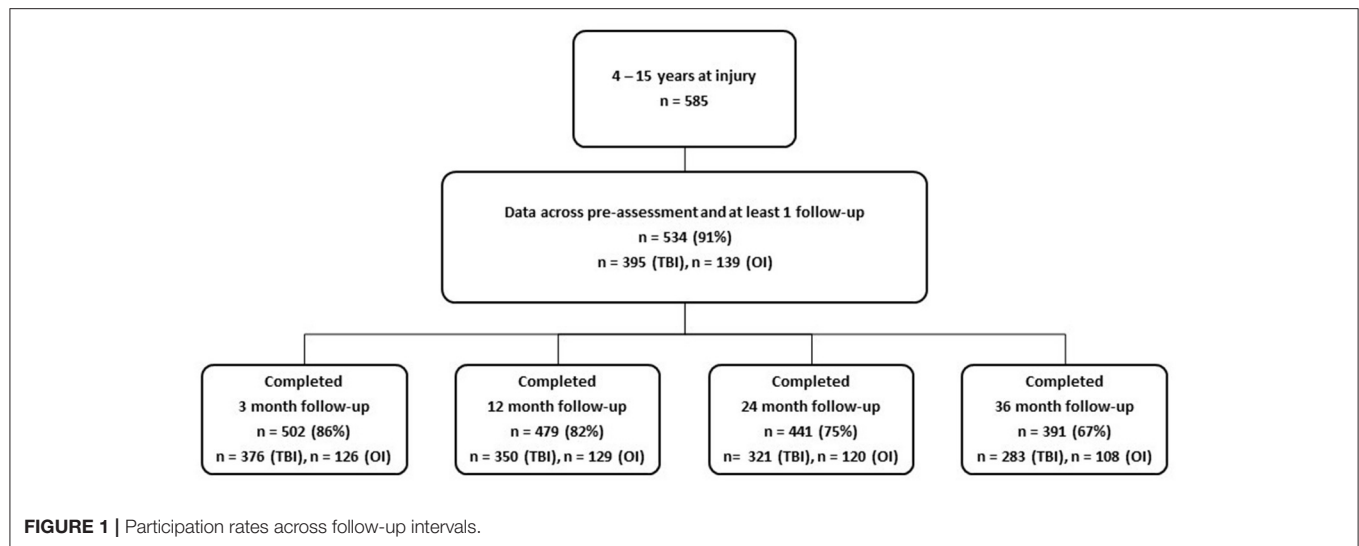 4 – 15 years at injury
n = 585
Data across pre-assessment and at least 1 follow-up
n = 534 (91%)
n = 395 (TBI), n = 139 (OI)
Completed
3 month follow-up
n = 502 (86%)
n = 376 (TBI), n = 126 (OI)
Completed
12 month follow-up
n = 479 (82%)
n = 350 (TBI), n = 129 (OI)
Completed
24 month follow-up
n = 441 (75%)
n= 321 (TBI), n = 120 (OI)
Completed
36 month follow-up
n = 391 (67%)
n = 283 (TBI), n = 108 (OI)
FIGURE 1 | Participation rates across follow-up intervals.